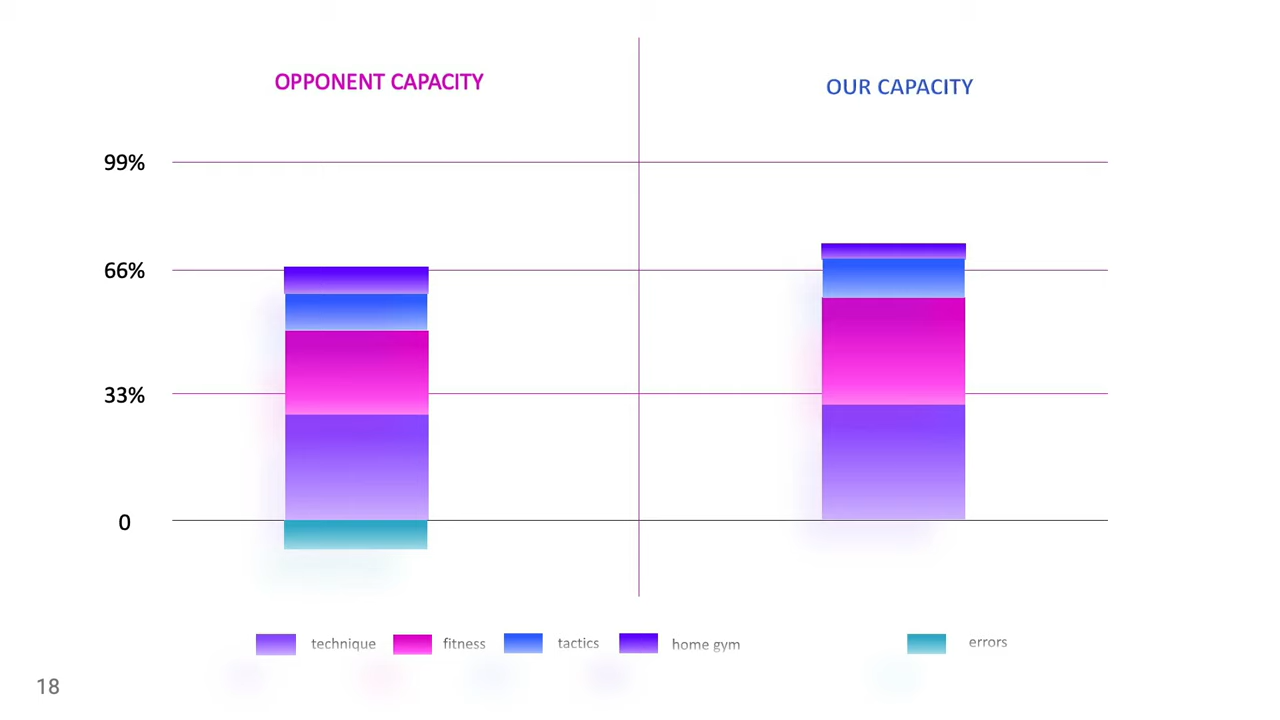 OPPONENT CAPACITY
OUR CAPACITY
99%
66%
33%
0
technique
fitness
tactics
home gym
errors
18